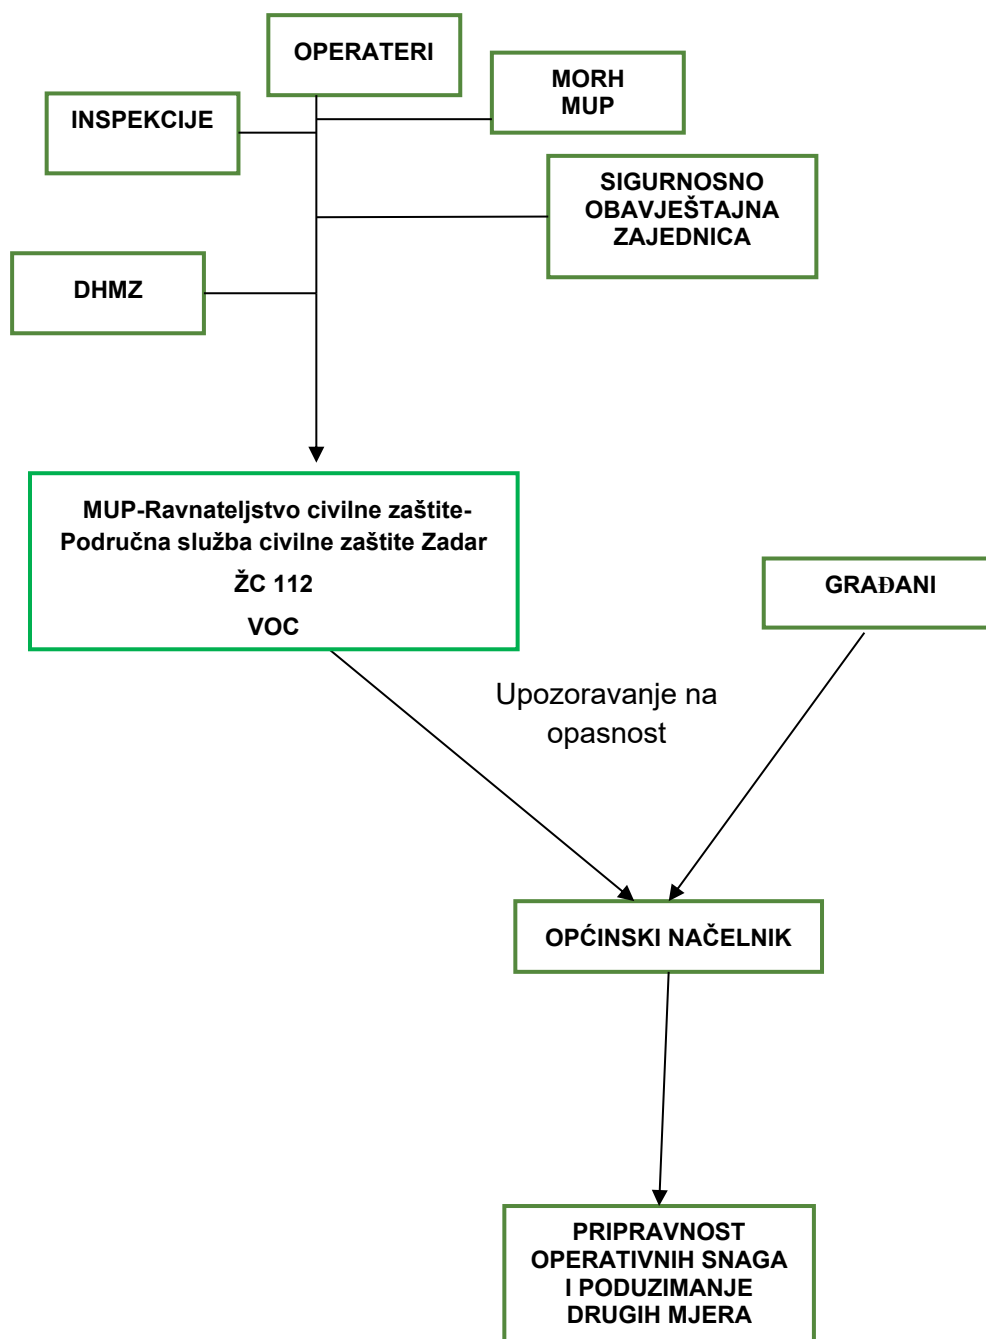 OPERATERI
MORH
MUP
INSPEKCIJE
SIGURNOSNO
OBAVJEŠTAJNA
ZAJEDNICA
DHMZ
MUP-Ravnateljstvo civilne zaštite-
Područna služba civilne zaštite Zadar
ŽC 112
VOC
GRAĐANI
Upozoravanje na
opasnost
OPĆINSKI NAČELNIK
PRIPRAVNOST
OPERATIVNIH SNAGA
I PODUZIMANJE
DRUGIH MJERA